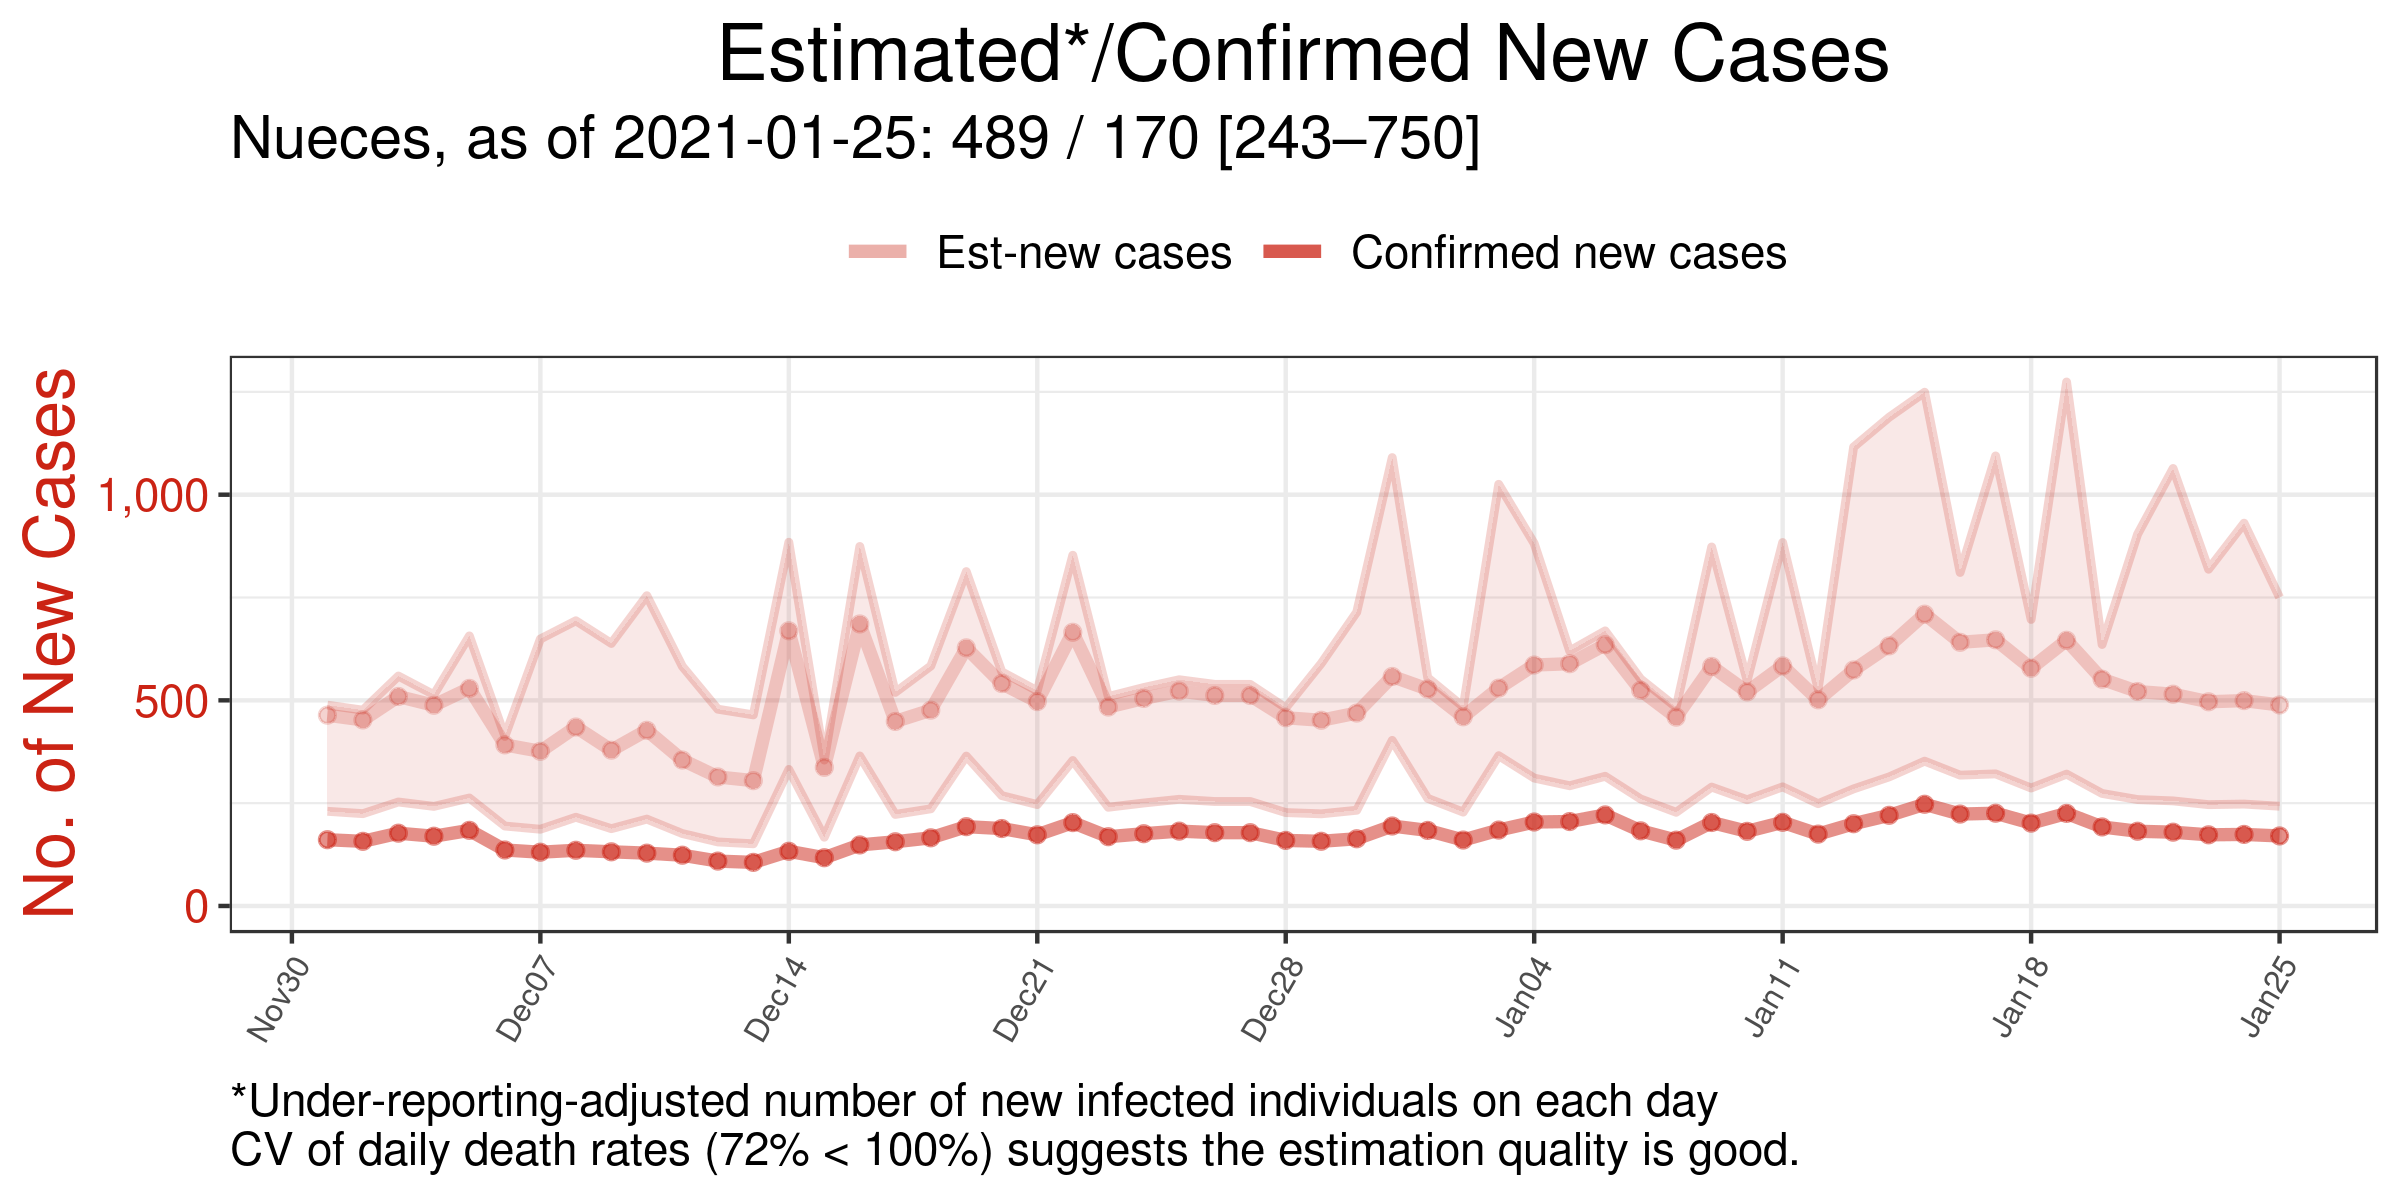 Estimated*/Confirmed New Cases
Nueces, as of 2021-01-25: 489 / 170 [243–750]
Est-new cases Confirmed new cases
No. of New Cases
1,000
500
0
Nov30 Dec07 Dec14 Dec21 Dec28 Jan04 Jan11 Jan18 Jan25
*Under-reporting-adjusted number of new infected individuals on each day
CV of daily death rates (72% < 100%) suggests the estimation quality is good.